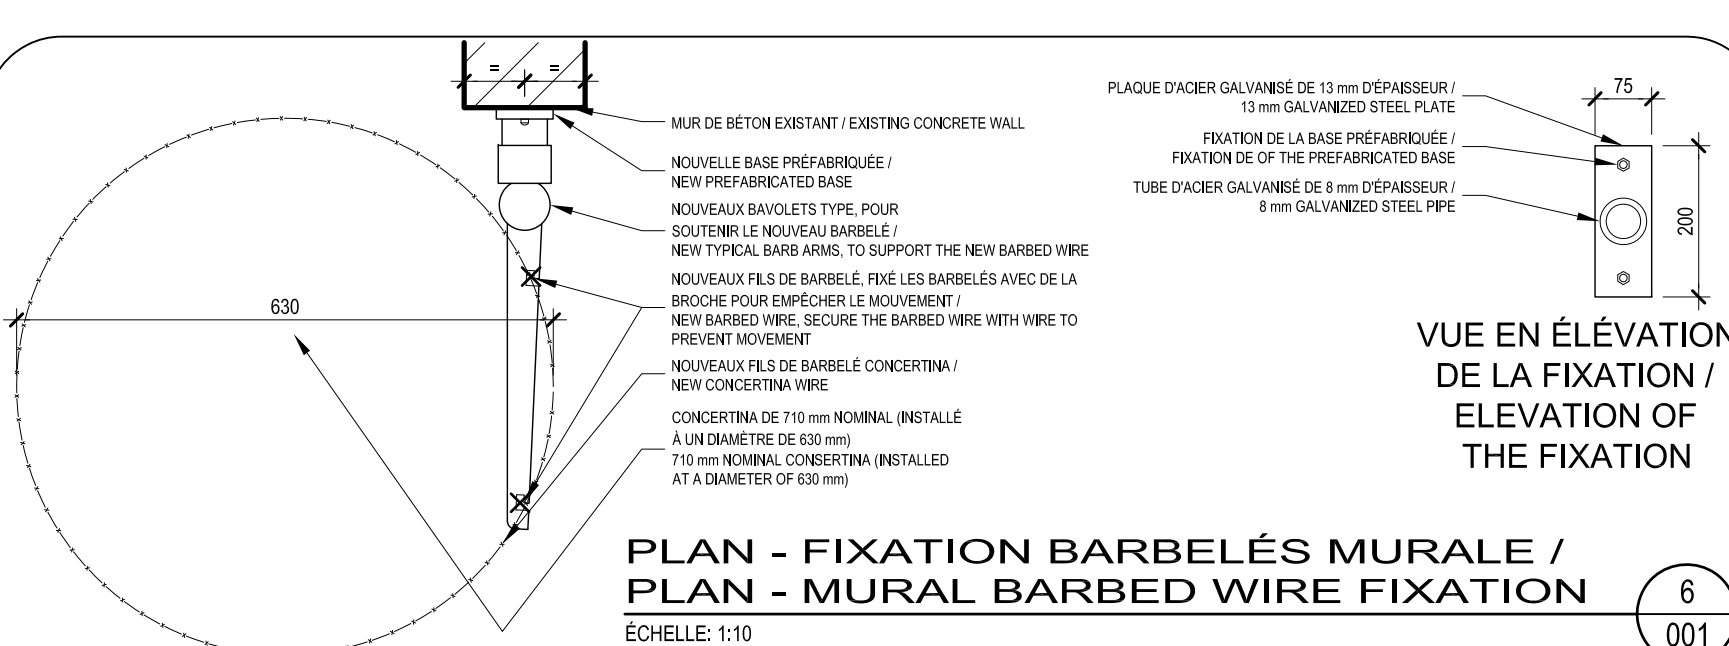 = =
MUR DE BÉTON EXISTANT / EXISTING CONCRETE WALL
NOUVELLE BASE PRÉFABRIQUÉE /
NEW PREFABRICATED BASE
NOUVEAUX BAVOLETS TYPE, POUR
SOUTENIR LE NOUVEAU BARBELÉ /
NEW TYPICAL BARB ARMS, TO SUPPORT THE NEW BARBED WIRE
NOUVEAUX FILS DE BARBELÉ, FIXÉ LES BARBELÉS AVEC DE LA
BROCHE POUR EMPÊCHER LE MOUVEMENT /
NEW BARBED WIRE, SECURE THE BARBED WIRE WITH WIRE TO
PREVENT MOVEMENT
NOUVEAUX FILS DE BARBELÉ CONCERTINA /
NEW CONCERTINA WIRE
CONCERTINA DE 710 mm NOMINAL (INSTALLÉ
À UN DIAMÈTRE DE 630 mm)
710 mm NOMINAL CONSERTINA (INSTALLED
AT A DIAMETER OF 630 mm)
630
PLAQUE D'ACIER GALVANISÉ DE 13 mm D'ÉPAISSEUR /
13 mm GALVANIZED STEEL PLATE
FIXATION DE LA BASE PRÉFABRIQUÉE /
FIXATION DE OF THE PREFABRICATED BASE
TUBE D'ACIER GALVANISÉ DE 8 mm D'ÉPAISSEUR /
8 mm GALVANIZED STEEL PIPE
75
200
VUE EN ÉLÉVATION
DE LA FIXATION /
ELEVATION OF
THE FIXATION
PLAN - FIXATION BARBELÉS MURALE /
PLAN - MURAL BARBED WIRE FIXATION
ÉCHELLE: 1:10
6
001